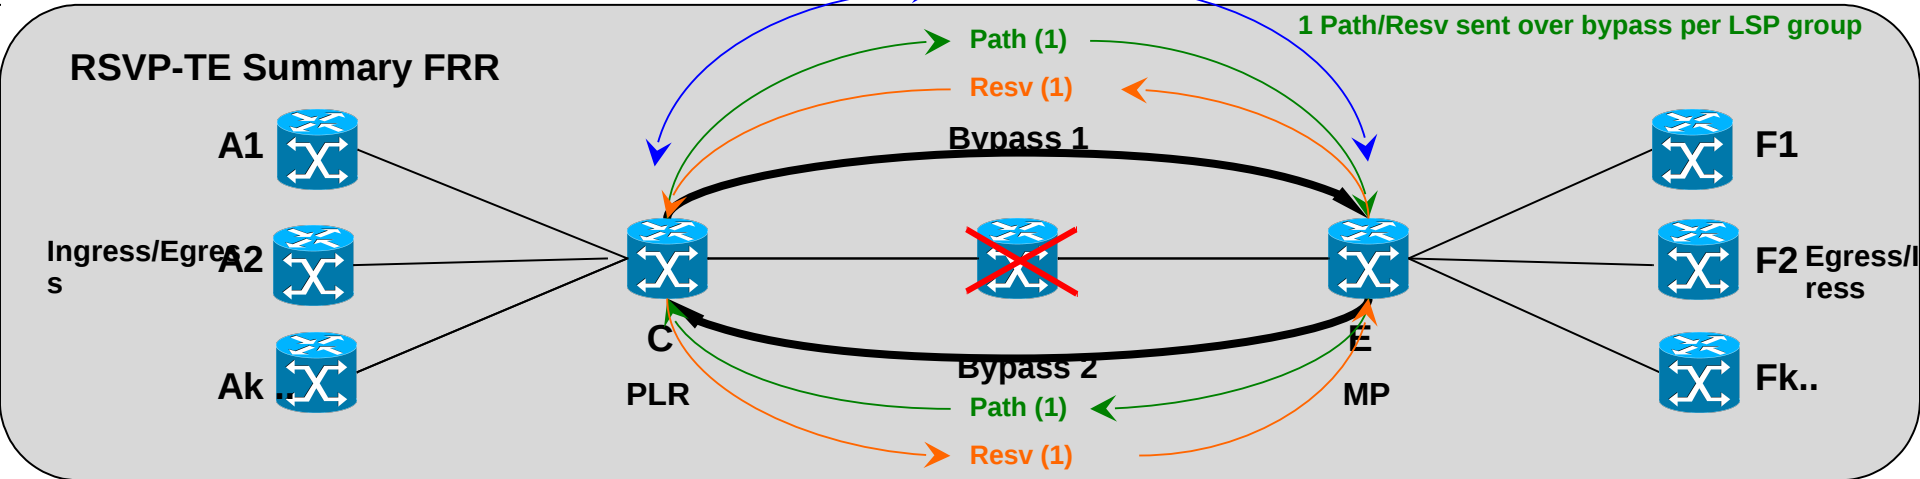 1 Path/Resv sent over bypass per LSP group
Path (1)
RSVP-TE Summary FRR
Resv (1)
Bypass 1
A1
F1
Ingress/Egres
s
A2
F2
Egress/I
ress
C
E
Bypass 2
Ak ..
PLR
MP
Fk..
Path (1)
Resv (1)